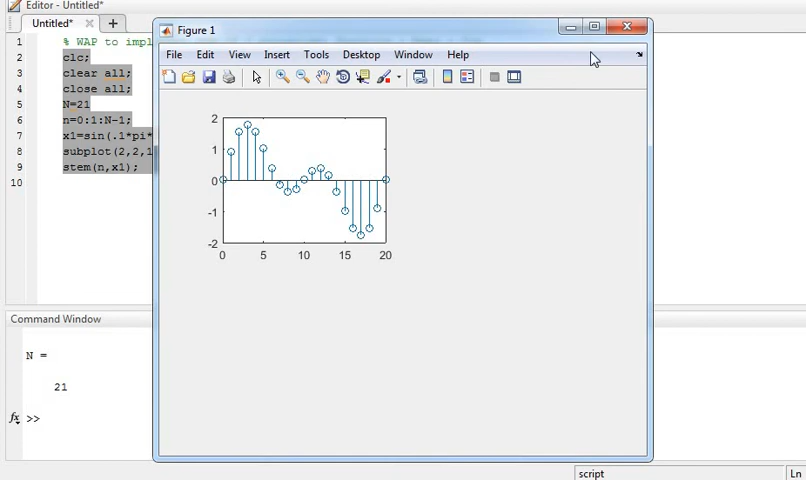 Editor - Untitled*
Untitled*
1 % WAP to imp
2 clc;
3 clear all;
4 close all;
5 N=21
6 n=0:1:N-1;
7 x1=sin(.1*pi*
8 subplot(2,2,1
9 stem(n,x1);
10
Figure 1
File Edit View Insert Tools Desktop Window Help
2
1
0
-1
-2
0 5 10 15 20
Command Window
N =
21
fx >>
script Ln